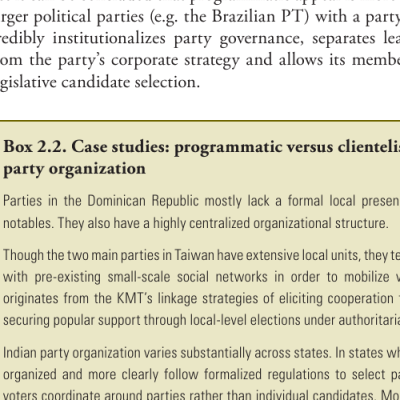 rger political parties (e.g. the Brazilian PT) with a party
redibly institutionalizes party governance, separates lea
om the party's corporate strategy and allows its membe
gislative candidate selection.
Box 2.2. Case studies: programmatic versus clientelis
party organization
Parties in the Dominican Republic mostly lack a formal local presen
notables. They also have a highly centralized organizational structure.
Though the two main parties in Taiwan have extensive local units, they te
with pre-existing small-scale social networks in order to mobilize v
originates from the KMT's linkage strategies of eliciting cooperation
securing popular support through local-level elections under authoritaria
Indian party organization varies substantially across states. In states wh
organized and more clearly follow formalized regulations to select pa
voters coordinate around parties rather than individual candidates. Mo